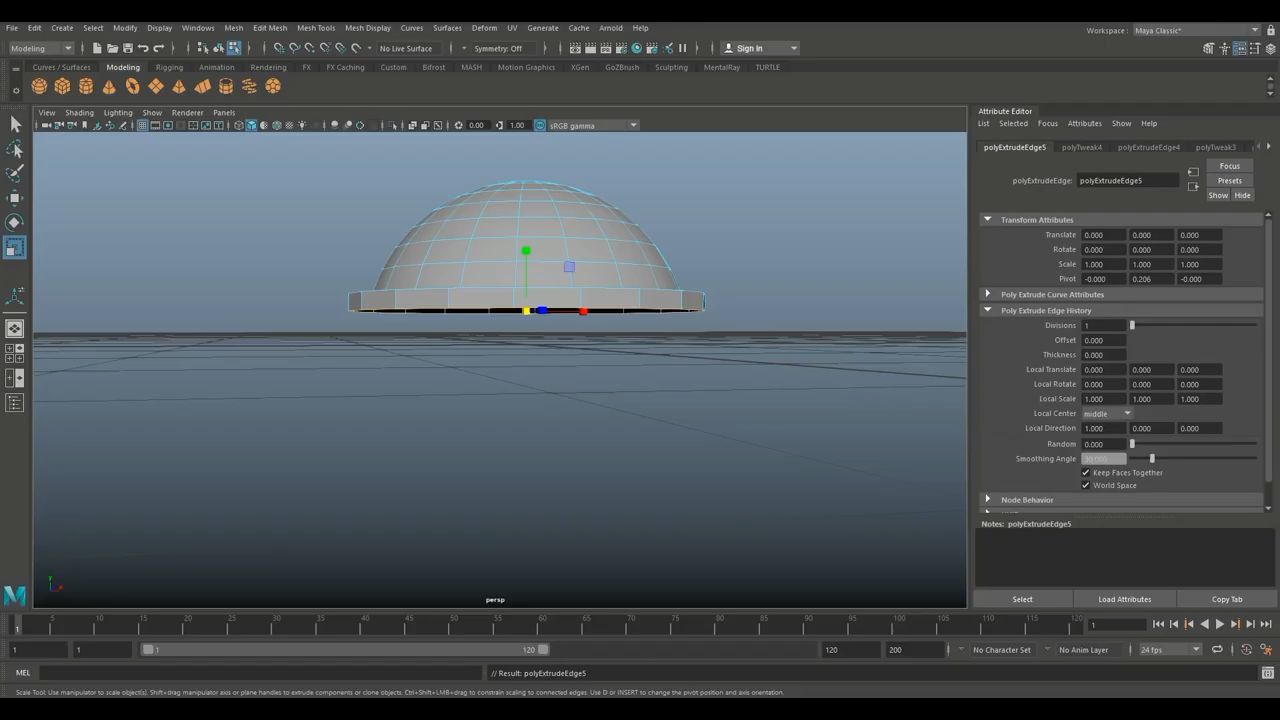 File Edit Create Select Modify Display Windows Mesh Edit Mesh Mesh Tools Mesh Display Curves Surfaces Deform UV Generate Cache Arnold Help
Workspace : Maya Classic*
Modeling No Live Surface Symmetry: Off Sign In
Curves / Surfaces Modeling Rigging Animation Rendering FX FX Caching Custom Bifrost MASH Motion Graphics XGen GoZBrush Sculpting MentalRay TURTLE
View Shading Lighting Show Renderer Panels
0.00 1.00 sRGB gamma
y
persp
Attribute Editor
List Selected Focus Attributes Show Help
polyExtrudeEdge5 polyTweak4 polyExtrudeEdge4 polyTweak3
Focus
polyExtrudeEdge: polyExtrudeEdge5 Presets
Show Hide
Transform Attributes
Translate 0.000 0.000 0.000
Rotate 0.000 0.000 0.000
Scale 1.000 1.000 1.000
Pivot -0.000 0.206 -0.000
Poly Extrude Curve Attributes
Poly Extrude Edge History
Divisions 1
Offset 0.000
Thickness 0.000
Local Translate 0.000 0.000 0.000
Local Rotate 0.000 0.000 0.000
Local Scale 1.000 1.000 1.000
Local Center middle
Local Direction 1.000 0.000 0.000
Random 0.000
Smoothing Angle 30.000
Keep Faces Together
World Space
Node Behavior
Notes: polyExtrudeEdge5
Select Load Attributes Copy Tab
5 10 15 20 25 30 35 40 45 50 55 60 65 70 75 80 85 90 95 100 105 110 115 120
1 1
1 1 1 120 120 200 No Character Set No Anim Layer 24 fps
MEL // Result: polyExtrudeEdge5
Scale Tool: Use manipulator to scale object(s). Shift+drag manipulator axis or plane handles to extrude components or clone objects. Ctrl+Shift+LMB+drag to constrain scaling to connected edges. Use D or INSERT to change the pivot position and axis orientation.